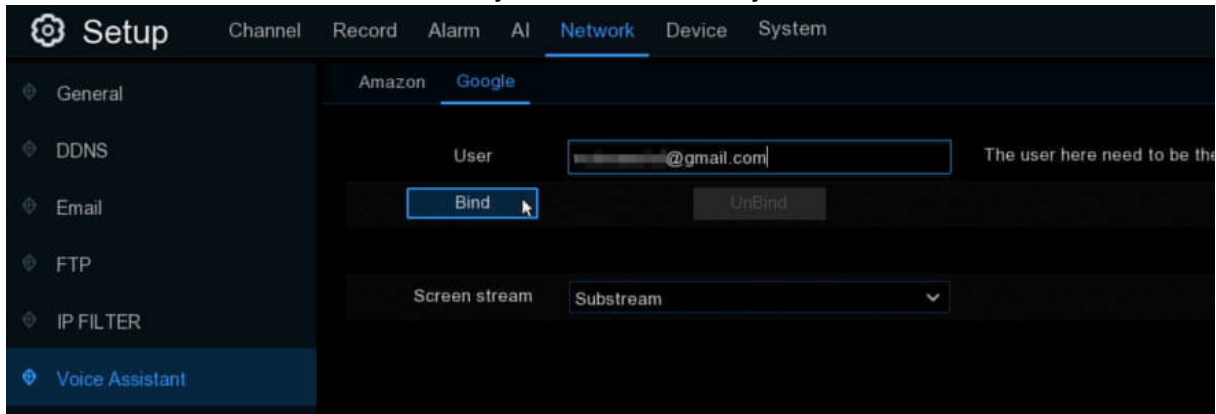 Setup Channel Record Alarm AI Network Device System
Amazon Google
General
DDNS
User @gmail.com The user here need to be the
Email
Bind UnBind
FTP
Screen stream Substream
IP FILTER
Voice Assistant